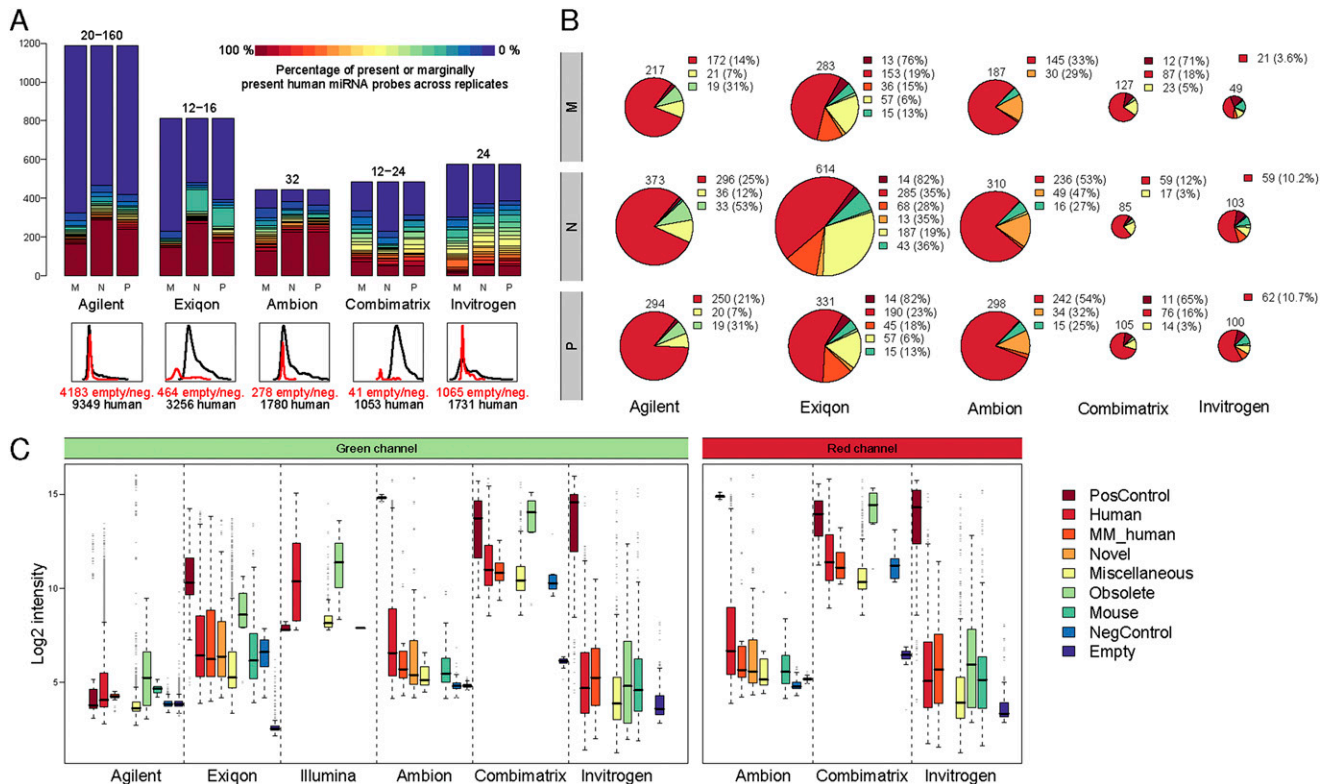 A
20-160
100 %
0 %
Percentage of present or marginally
present human miRNA probes across replicates
12-16
32
12-24
24
1200
1000
800
600
400
200
0
M N P M N P M N P M N P M N P
Agilent Exiqon Ambion Combimatrix Invitrogen
4183 empty/neg. 464 empty/neg. 278 empty/neg. 41 empty/neg. 1065 empty/neg.
9349 human 3256 human 1780 human 1053 human 1731 human
B
M
217
172 (14%)
21 (7%)
19 (31%)
283
13 (76%)
153 (19%)
36 (15%)
57 (6%)
15 (13%)
187
145 (33%)
30 (29%)
127
12 (71%)
87 (18%)
23 (5%)
49
21 (3.6%)
N
373
296 (25%)
36 (12%)
33 (53%)
614
14 (82%)
285 (35%)
68 (28%)
13 (35%)
187 (19%)
43 (36%)
310
236 (53%)
49 (47%)
16 (27%)
85
59 (12%)
17 (3%)
103
59 (10.2%)
P
294
250 (21%)
20 (7%)
19 (31%)
331
14 (82%)
190 (23%)
45 (18%)
57 (6%)
15 (13%)
298
242 (54%)
34 (32%)
15 (25%)
105
11 (65%)
76 (16%)
14 (3%)
100
62 (10.7%)
Agilent Exiqon Ambion Combimatrix Invitrogen
C
Green channel
Red channel
Log2 intensity
15
10
5
Agilent Exiqon Illumina Ambion Combimatrix Invitrogen
Ambion Combimatrix Invitrogen
PosControl
Human
MM_human
Novel
Miscellaneous
Obsolete
Mouse
NegControl
Empty